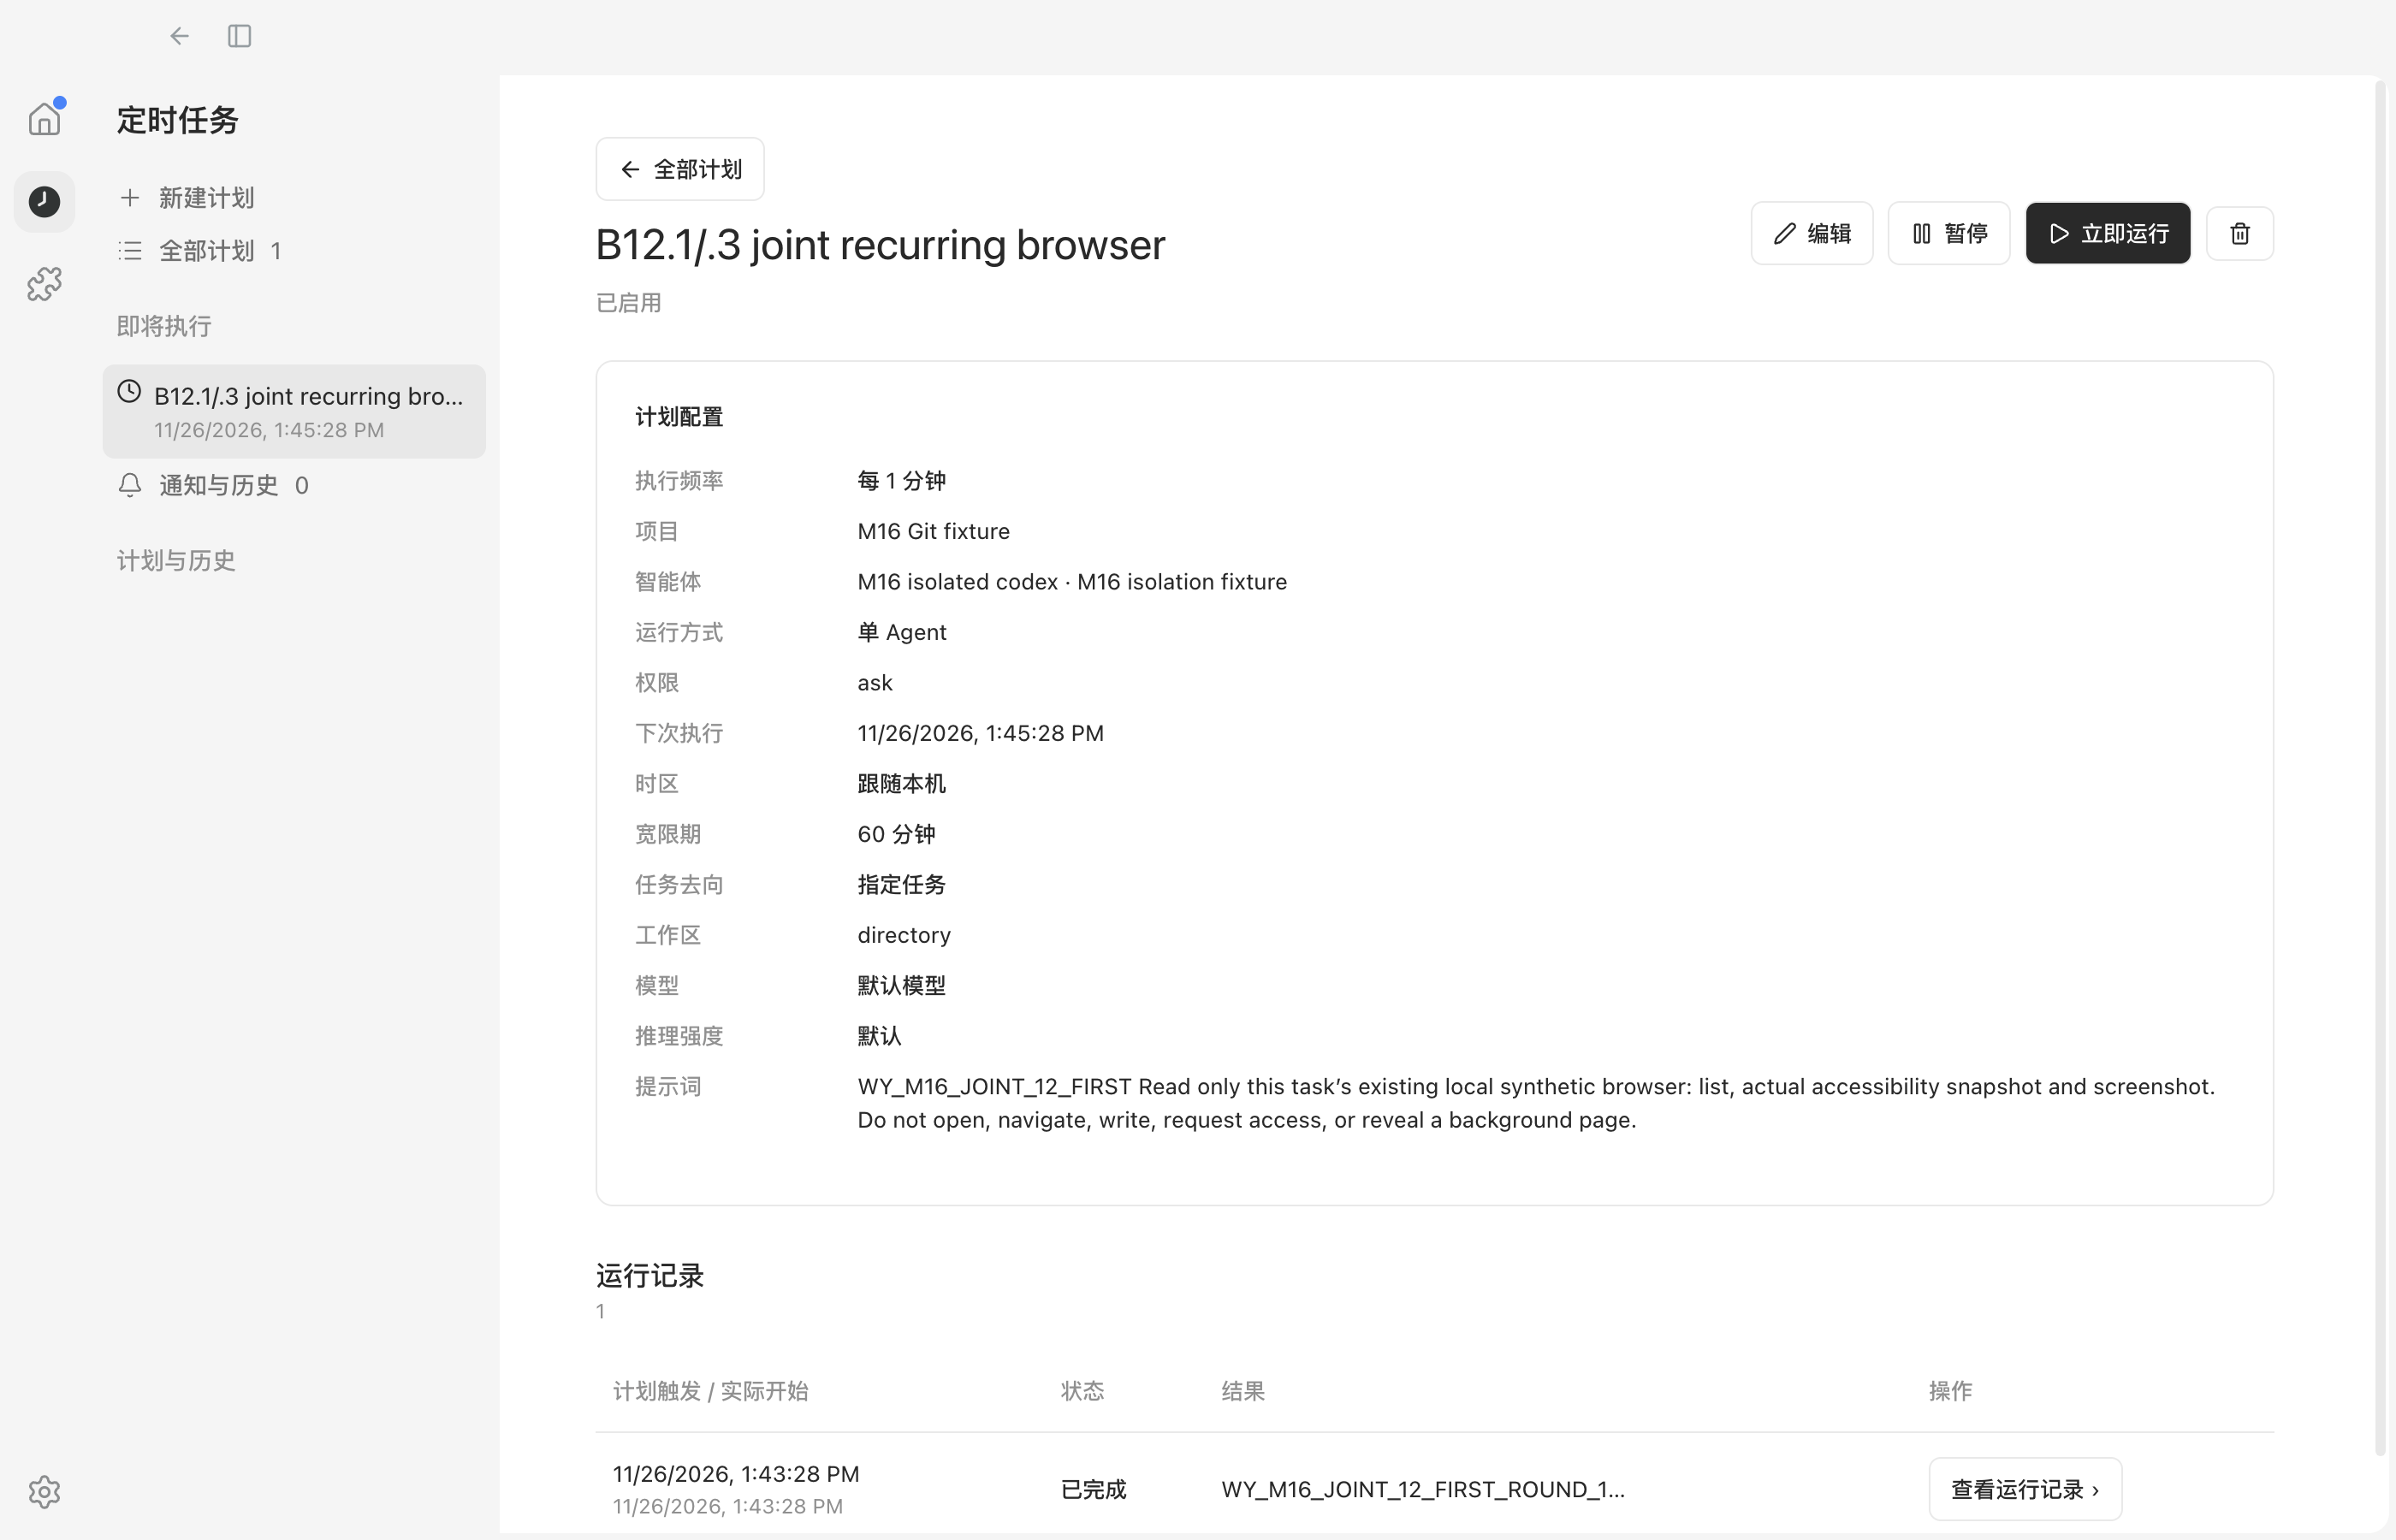 定时任务
新建计划
全部计划 1
即将执行
B12.1/.3 joint recurring bro...
11/26/2026, 1:45:28 PM
通知与历史 0
计划与历史
全部计划
B12.1/.3 joint recurring browser
已启用
编辑
暂停
立即运行
计划配置
执行频率 每 1 分钟
项目 M16 Git fixture
智能体 M16 isolated codex · M16 isolation fixture
运行方式 单 Agent
权限 ask
下次执行 11/26/2026, 1:45:28 PM
时区 跟随本机
宽限期 60 分钟
任务去向 指定任务
工作区 directory
模型 默认模型
推理强度 默认
提示词 WY_M16_JOINT_12_FIRST Read only this task’s existing local synthetic browser: list, actual accessibility snapshot and screenshot.
Do not open, navigate, write, request access, or reveal a background page.
运行记录
1
计划触发 / 实际开始 状态 结果 操作
11/26/2026, 1:43:28 PM
11/26/2026, 1:43:28 PM
已完成
WY_M16_JOINT_12_FIRST_ROUND_1...
查看运行记录 ›